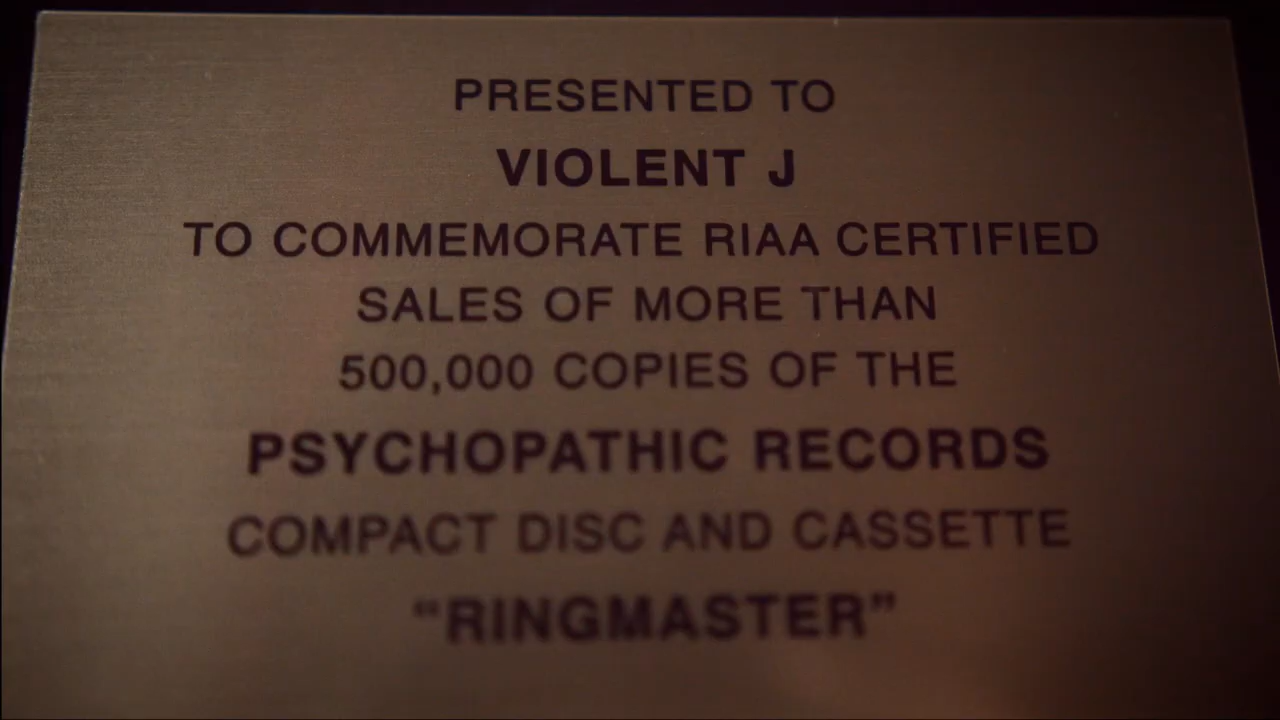 PRESENTED TO
VIOLENT J
TO COMMEMORATE RIAA CERTIFIED
SALES OF MORE THAN
500,000 COPIES OF THE
PSYCHOPATHIC RECORDS
COMPACT DISC AND CASSETTE
“RINGMASTER”